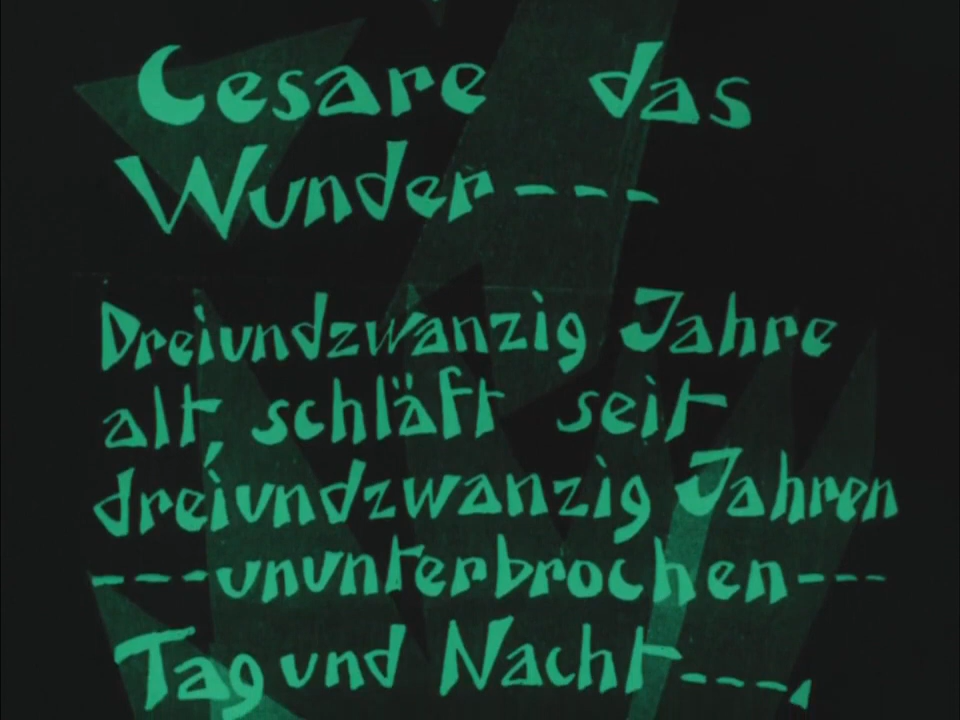 Cesare das
Wunder----
Dreiundzwanzig Jahre
alt, schläft seit
dreiundzwanzig Jahren
---ununterbrochen---
Tag und Nacht----,